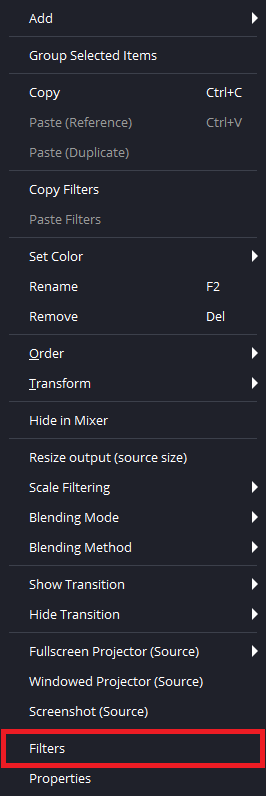 Add
Group Selected Items
Copy Ctrl+C
Paste (Reference) Ctrl+V
Paste (Duplicate)
Copy Filters
Paste Filters
Set Color
Rename F2
Remove Del
Order
Transform
Hide in Mixer
Resize output (source size)
Scale Filtering
Blending Mode
Blending Method
Show Transition
Hide Transition
Fullscreen Projector (Source)
Windowed Projector (Source)
Screenshot (Source)
Filters
Properties